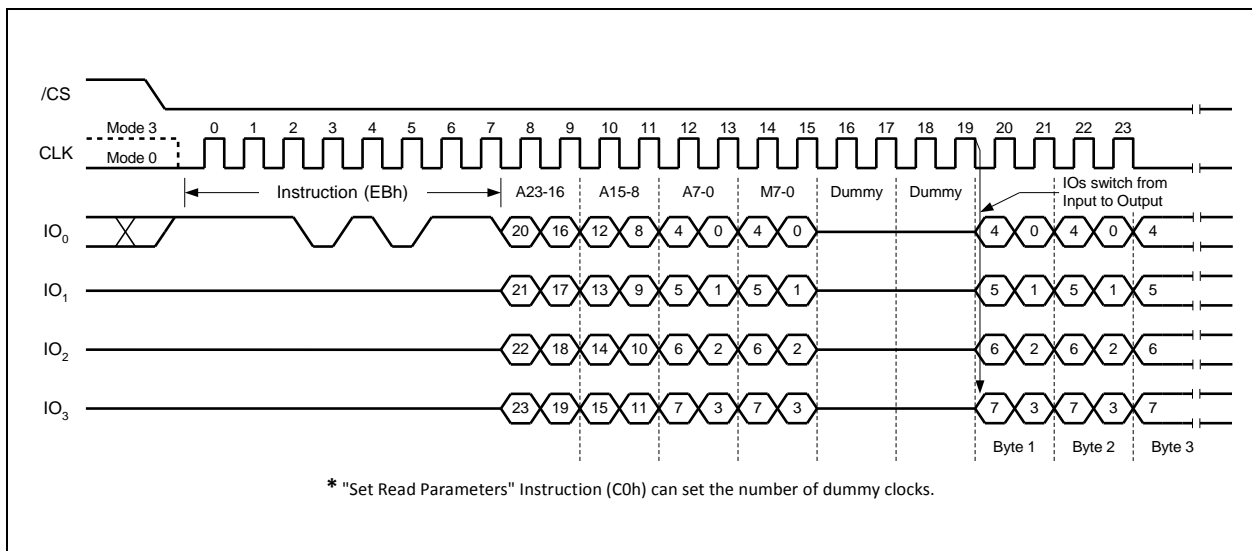 /CS
Mode 3 0 1 2 3 4 5 6 7 8 9 10 11 12 13 14 15 16 17 18 19 20 21 22 23
CLK Mode 0
Instruction (EBh) A23-16 A15-8 A7-0 M7-0 Dummy Dummy IOs switch from
Input to Output
IO0 20 16 12 8 4 0 4 0 4 0 4 0 4
IO1 21 17 13 9 5 1 5 1 5 1 5 1 5
IO2 22 18 14 10 6 2 6 2 6 2 6 2 6
IO3 23 19 15 11 7 3 7 3 7 3 7 3 7
Byte 1 Byte 2 Byte 3
* "Set Read Parameters" Instruction (C0h) can set the number of dummy clocks.